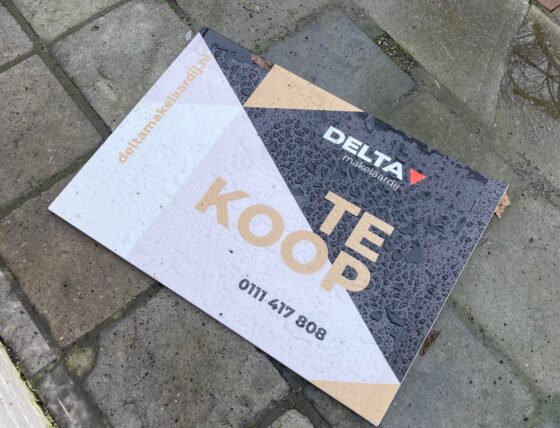 deltamakelaardij.nl
DELTA
makelaardij
TE
KOOP
0111 417 808